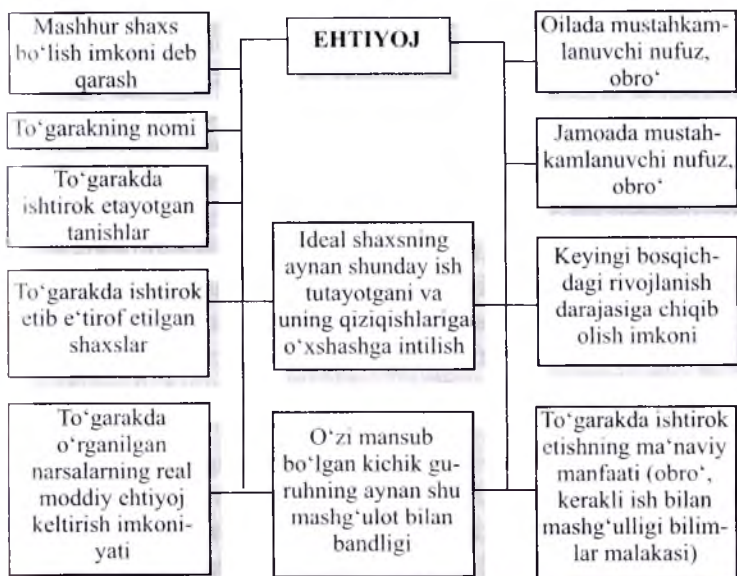 Mashhur shaxs
bo‘lish imkoni deb
qarash
To‘garakning nomi
To‘garakda
ishtirok etayotgan
tanishlar
To‘garakda ishtirok
etib e‘tirof etilgan
shaxslar
To‘garakda
o‘rganilgan
narsalarning real
moddiy ehtiyoj
keltirish imkoni-
yati
EHTIYOJ
Ideal shaxsning
aynan shunday ish
tutayotgani va
uning qiziqishlariga
o‘xshashga intilish
O‘zi mansub
bo‘lgan kichik gu-
ruhning aynan shu
mashg‘ulot bilan
bandligi
Oilada mustahkam-
lanuvchi nufuz,
obro‘
Jamoada mustah-
kamlanuvchi nufuz,
obro‘
Keyingi bosqich-
dagi rivojlanish
darajasiga chiqib
olish imkoni
To‘garakda ishtirok
etishning ma‘naviy
manfaati (obro‘,
kerakli ish bilan
mashg‘ulligi bilim-
lar malakasi)